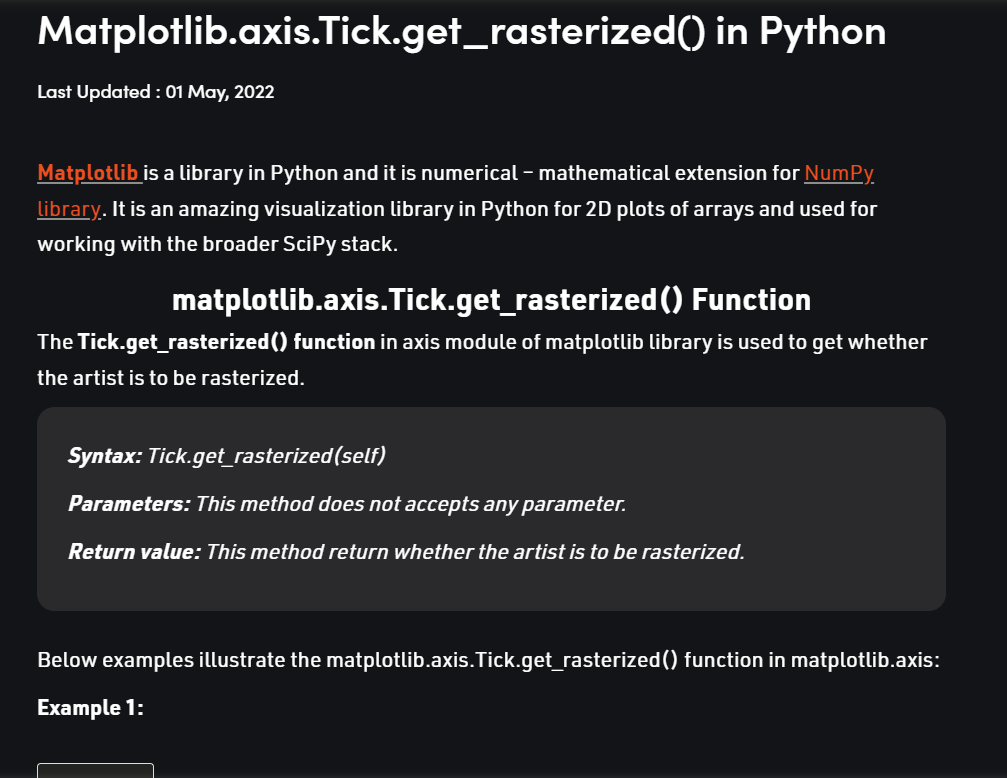 Matplotlib.axis.Tick.get_rasterized() in Python
Last Updated : 01 May, 2022
Matplotlib is a library in Python and it is numerical – mathematical extension for NumPy
library. It is an amazing visualization library in Python for 2D plots of arrays and used for
working with the broader SciPy stack.
matplotlib.axis.Tick.get_rasterized() Function
The Tick.get_rasterized() function in axis module of matplotlib library is used to get whether
the artist is to be rasterized.
Syntax: Tick.get_rasterized(self)
Parameters: This method does not accepts any parameter.
Return value: This method return whether the artist is to be rasterized.
Below examples illustrate the matplotlib.axis.Tick.get_rasterized() function in matplotlib.axis:
Example 1: